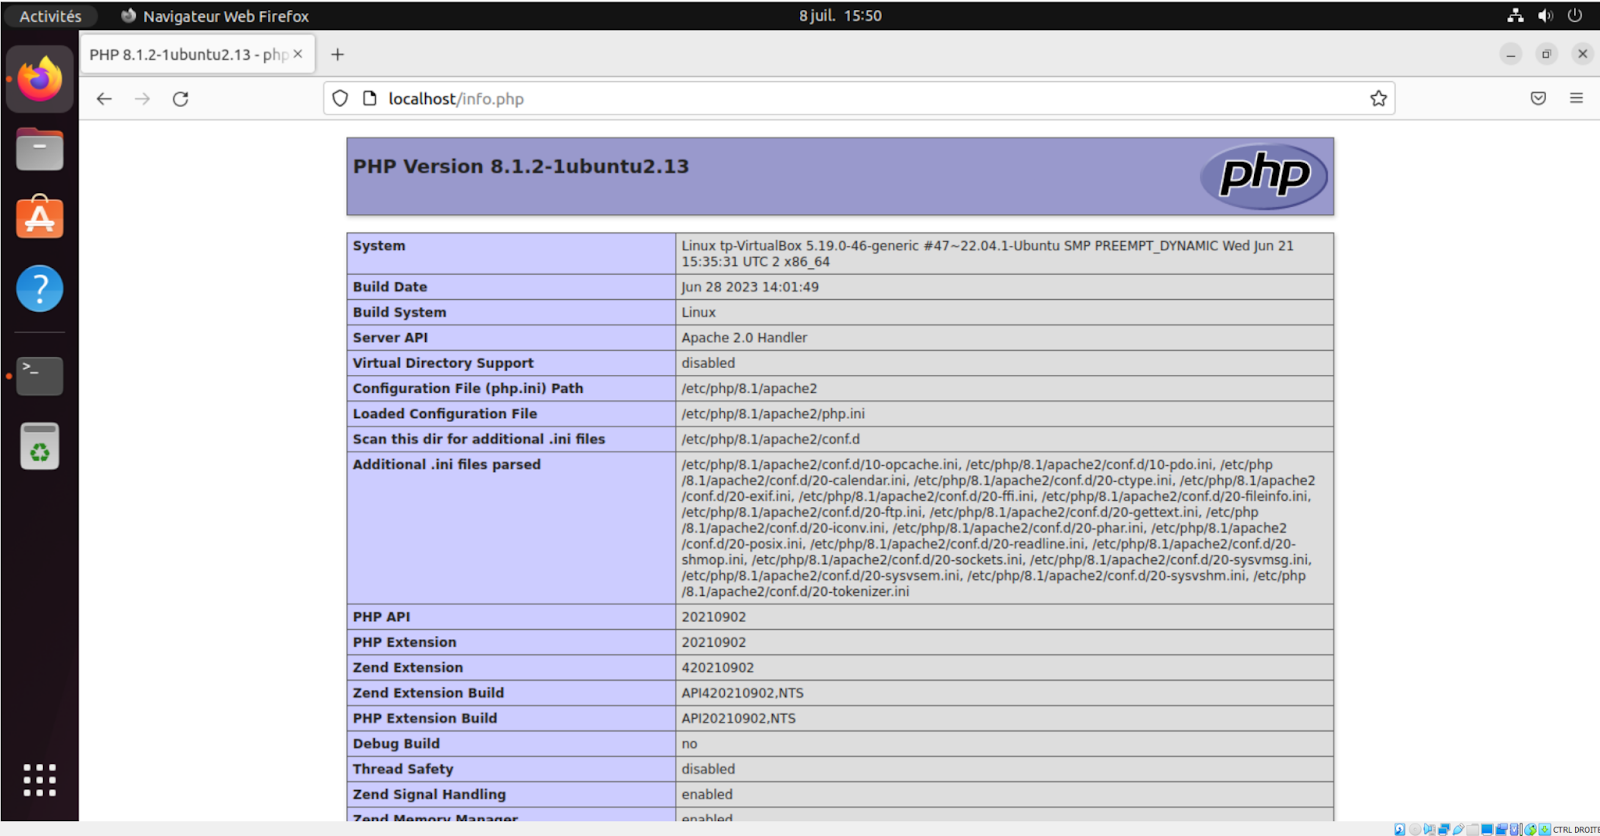 Activités
Navigateur Web Firefox
8 juil. 15:50
PHP 8.1.2-1ubuntu2.13 - php
localhost/info.php
PHP Version 8.1.2-1ubuntu2.13
php
System
Linux tp-VirtualBox 5.19.0-46-generic #47~22.04.1-Ubuntu SMP PREEMPT_DYNAMIC Wed Jun 21
15:35:31 UTC 2 x86_64
Build Date
Jun 28 2023 14:01:49
Build System
Linux
Server API
Apache 2.0 Handler
Virtual Directory Support
disabled
Configuration File (php.ini) Path
/etc/php/8.1/apache2
Loaded Configuration File
/etc/php/8.1/apache2/php.ini
Scan this dir for additional .ini files
/etc/php/8.1/apache2/conf.d
Additional .ini files parsed
/etc/php/8.1/apache2/conf.d/10-opcache.ini, /etc/php/8.1/apache2/conf.d/10-pdo.ini, /etc/php
/8.1/apache2/conf.d/20-calendar.ini, /etc/php/8.1/apache2/conf.d/20-ctype.ini, /etc/php/8.1/apache2
/conf.d/20-exif.ini, /etc/php/8.1/apache2/conf.d/20-ffi.ini, /etc/php/8.1/apache2/conf.d/20-fileinfo.ini,
/etc/php/8.1/apache2/conf.d/20-ftp.ini, /etc/php/8.1/apache2/conf.d/20-gettext.ini, /etc/php
/8.1/apache2/conf.d/20-iconv.ini, /etc/php/8.1/apache2/conf.d/20-phar.ini, /etc/php/8.1/apache2
/conf.d/20-posix.ini, /etc/php/8.1/apache2/conf.d/20-readline.ini, /etc/php/8.1/apache2/conf.d/20-
shmop.ini, /etc/php/8.1/apache2/conf.d/20-sockets.ini, /etc/php/8.1/apache2/conf.d/20-sysvmsg.ini,
/etc/php/8.1/apache2/conf.d/20-sysvsem.ini, /etc/php/8.1/apache2/conf.d/20-sysvshm.ini, /etc/php
/8.1/apache2/conf.d/20-tokenizer.ini
PHP API
20210902
PHP Extension
20210902
Zend Extension
420210902
Zend Extension Build
API420210902,NTS
PHP Extension Build
API20210902,NTS
Debug Build
no
Thread Safety
disabled
Zend Signal Handling
enabled
Zend Memory Manager
enabled
CTRL DROITE